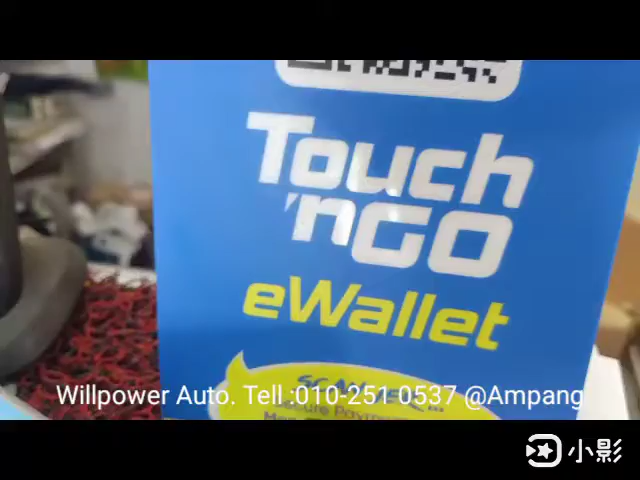 Touch
'nGO
eWallet
Willpower Auto. Tell :010-251 0537 @Ampang
小影